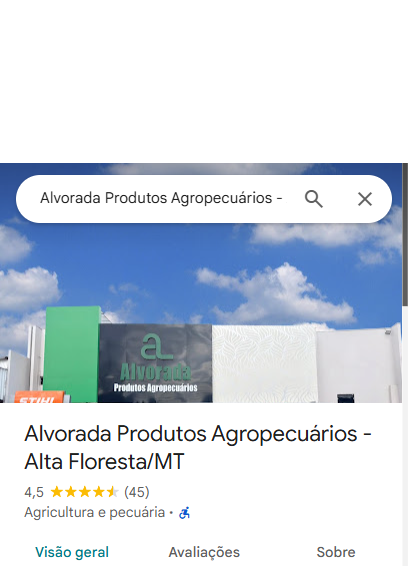 Alvorada Produtos Agropecuários -
Alvorada
Produtos Agropecuários
STIHL
Alvorada Produtos Agropecuários -
Alta Floresta/MT
4,5 (45)
Agricultura e pecuária ·
Visão geral Avaliações Sobre